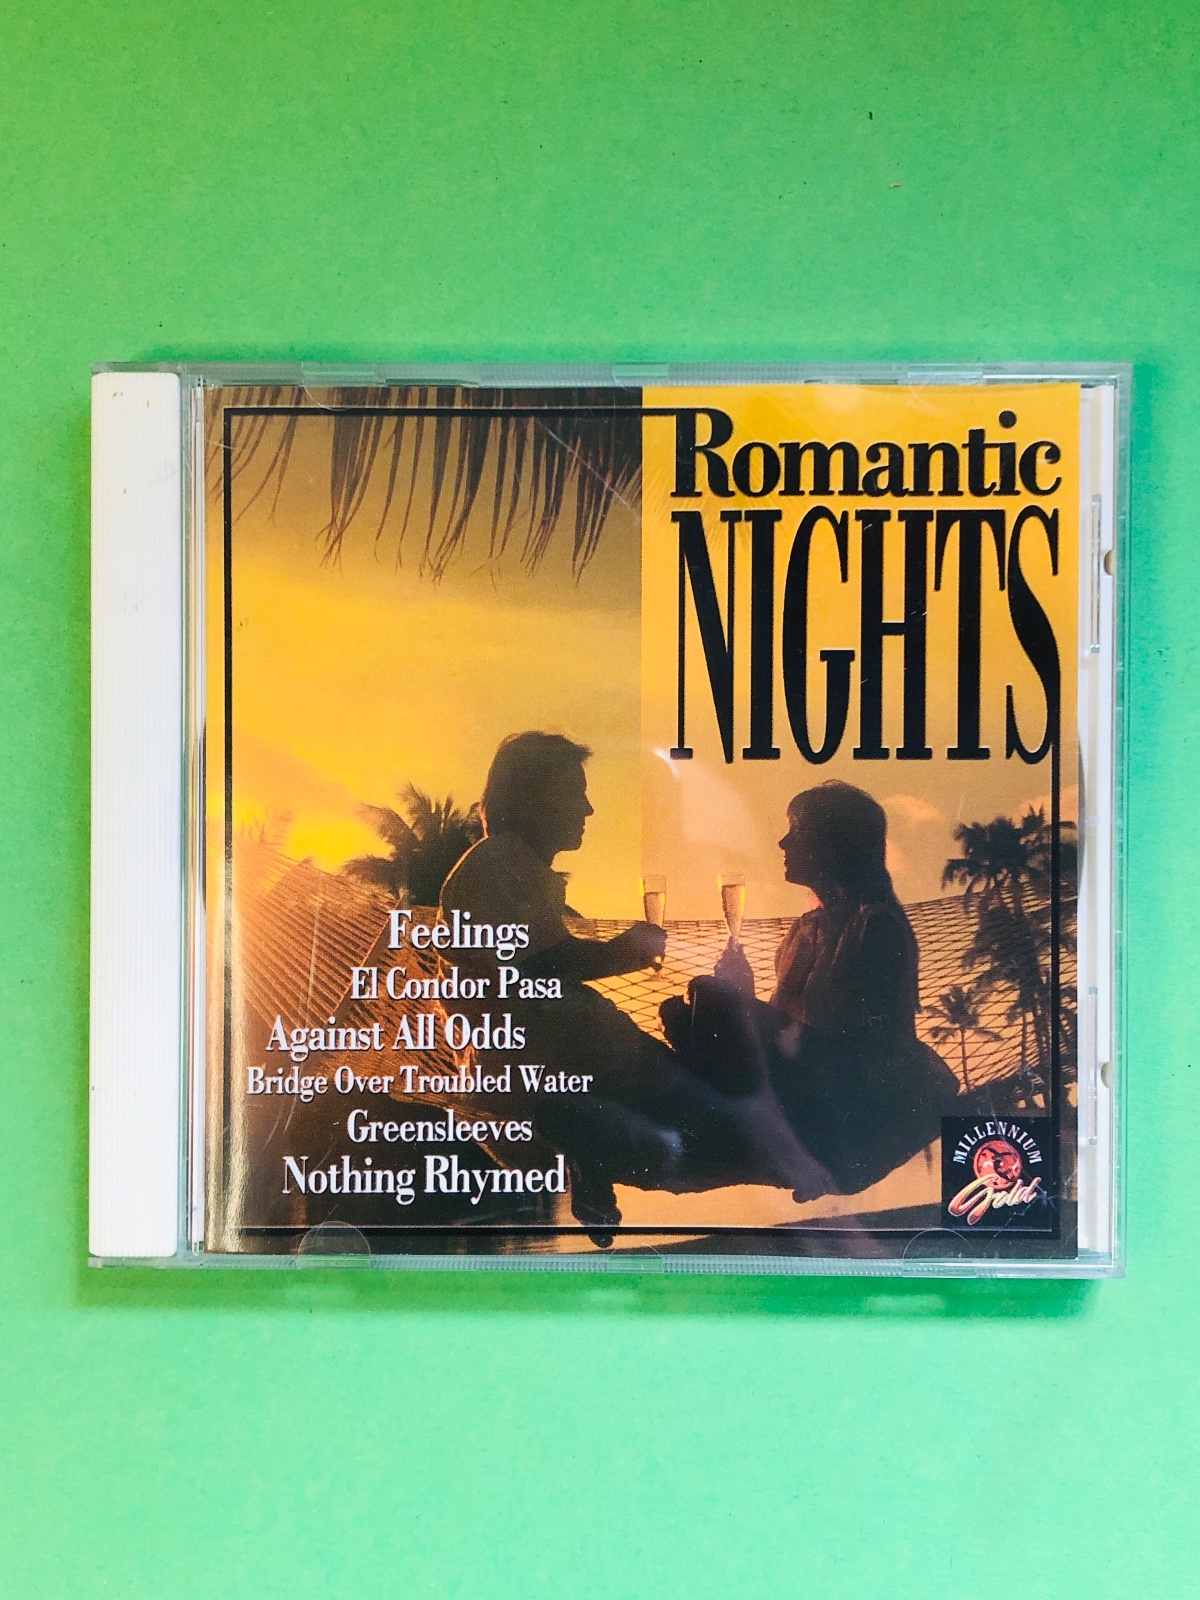 Romantic
NIGHTS
Feelings
El Condor Pasa
Against All Odds
Bridge Over Troubled Water
Greensleeves
Nothing Rhymed
MILLENNIUM
Gold